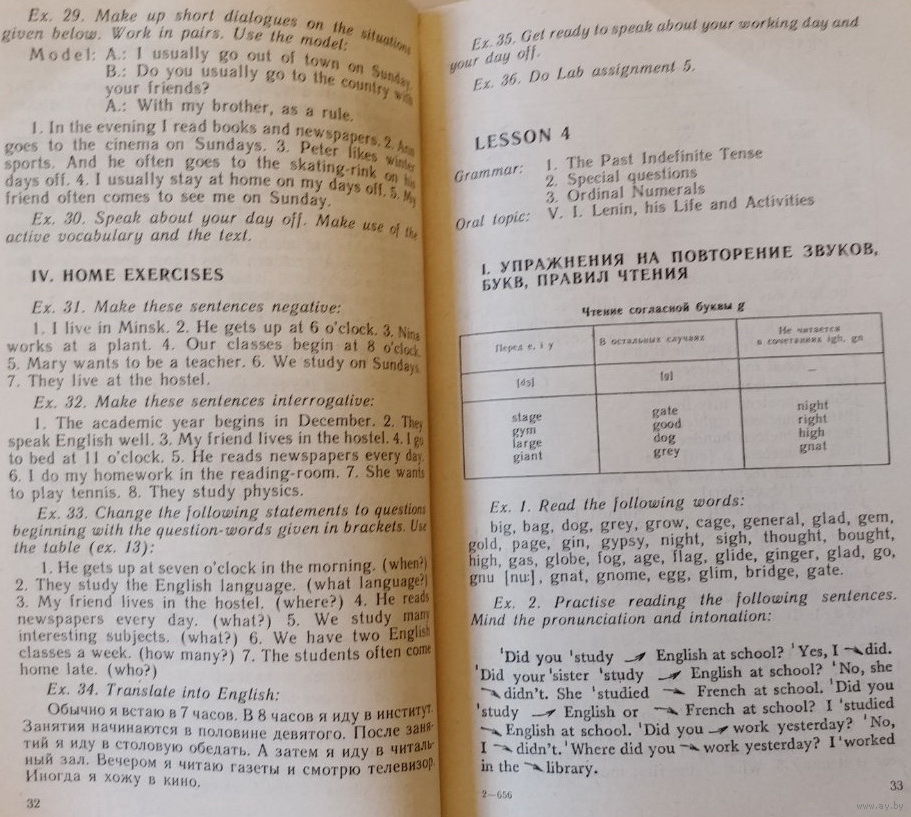 Ex. 29. Make up short dialogues on the situations
given below. Work in pairs. Use the model:
Model: A.: I usually go out of town on Sunday.
B.: Do you usually go to the country with
your friends?
A.: With my brother, as a rule.
1. In the evening I read books and newspapers. 2. Ann
goes to the cinema on Sundays. 3. Peter likes winter
sports. And he often goes to the skating-rink on his
days off. 4. I usually stay at home on my days off. 5. My
friend often comes to see me on Sunday.
Ex. 30. Speak about your day off. Make use of the
active vocabulary and the text.
IV. HOME EXERCISES
Ex. 31. Make these sentences negative:
1. I live in Minsk. 2. He gets up at 6 o'clock. 3. Nina
works at a plant. 4. Our classes begin at 8 o'clock.
5. Mary wants to be a teacher. 6. We study on Sundays.
7. They live at the hostel.
Ex. 32. Make these sentences interrogative:
1. The academic year begins in December. 2. They
speak English well. 3. My friend lives in the hostel. 4. I go
to bed at 11 o'clock. 5. He reads newspapers every day.
6. I do my homework in the reading-room. 7. She wants
to play tennis. 8. They study physics.
Ex. 33. Change the following statements to questions
beginning with the question-words given in brackets. Use
the table (ex. 13):
1. He gets up at seven o'clock in the morning. (when?)
2. They study the English language. (what language?)
3. My friend lives in the hostel. (where?) 4. He reads
newspapers every day. (what?) 5. We study many
interesting subjects. (what?) 6. We have two English
classes a week. (how many?) 7. The students often come
home late. (who?)
Ex. 34. Translate into English:
Обычно я встаю в 7 часов. В 8 часов я иду в институт.
Занятия начинаются в половине девятого. После заня-
тий я иду в столовую обедать. А затем я иду в читаль-
ный зал. Вечером я читаю газеты и смотрю телевизор.
Иногда я хожу в кино.
32
Ex. 35. Get ready to speak about your working day and
your day off.
Ex. 36. Do Lab assignment 5.
LESSON 4
Grammar: 1. The Past Indefinite Tense
2. Special questions
3. Ordinal Numerals
Oral topic: V. I. Lenin, his Life and Activities
I. УПРАЖНЕНИЯ НА ПОВТОРЕНИЕ ЗВУКОВ,
БУКВ, ПРАВИЛ ЧТЕНИЯ
Чтение согласной буквы g
Перед e, i y
В остальных случаях
Не читается
в сочетаниях igh, gn
[dʒ]
[g]
—
stage
gym
large
giant
gate
good
dog
grey
night
right
high
gnat
Ex. 1. Read the following words:
big, bag, dog, grey, grow, cage, general, glad, gem,
gold, page, gin, gypsy, night, sigh, thought, bought,
high, gas, globe, fog, age, flag, glide, ginger, glad, go,
gnu [nu:], gnat, gnome, egg, glim, bridge, gate.
Ex. 2. Practise reading the following sentences.
Mind the pronunciation and intonation:
'Did you 'study English at school? 'Yes, I did.
'Did your 'sister 'study English at school? 'No, she
didn't. She 'studied French at school. 'Did you
'study English or French at school? I 'studied
English at school. 'Did you work yesterday? 'No,
I didn't. 'Where did you work yesterday? I 'worked
in the library.
2—656
33
www.ay.by